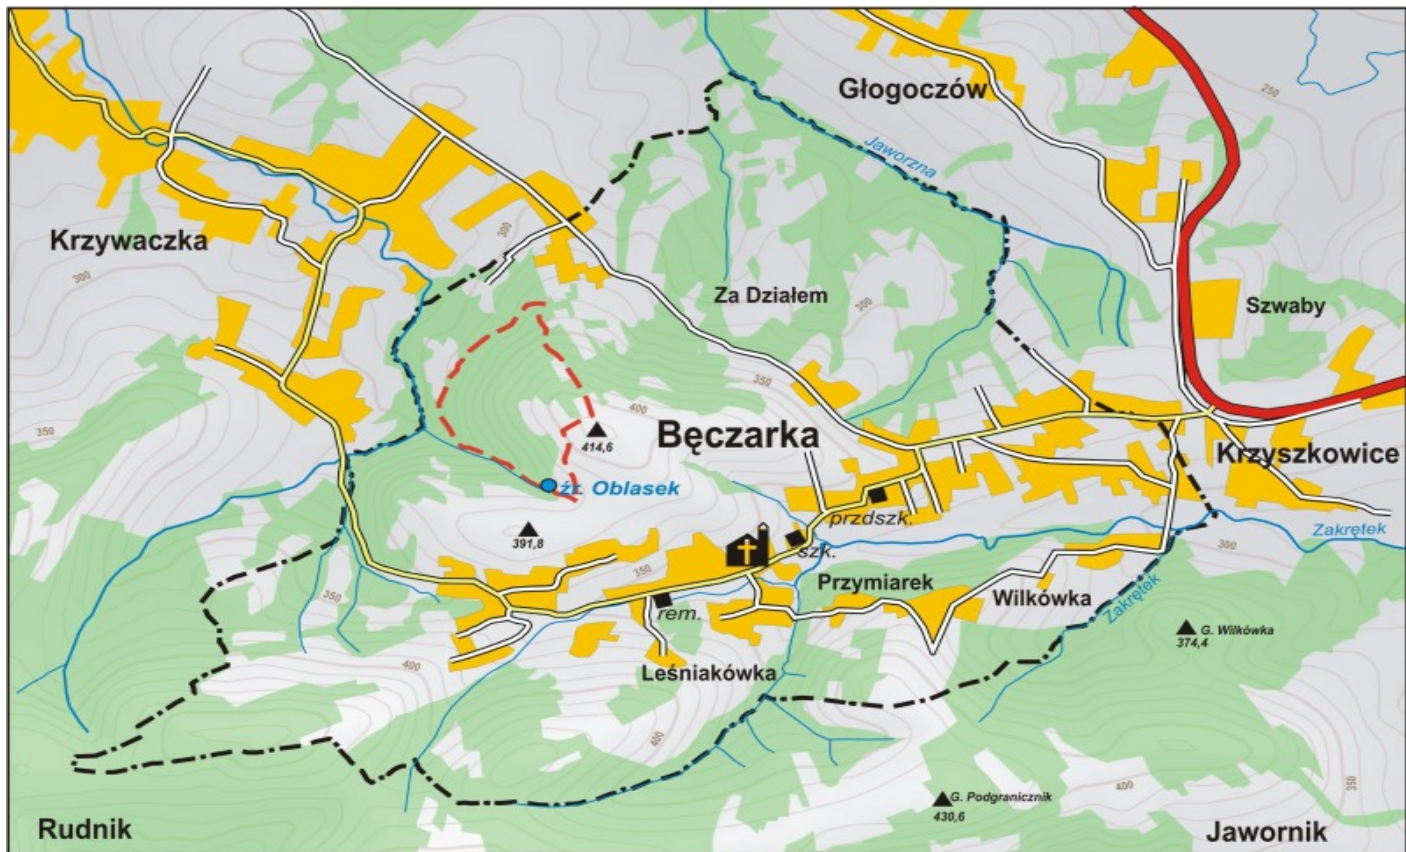 Głogoczów
250
Jaworzna
Krzywaczka
300
300
Za Działem
300
Szwaby
350
400
350
Bęczarka
414,6
Krzyszkowice
źr. Oblasek
przdszk.
391,8
szk.
Zakrętek
300
350
350
Przymiarek
Wilkówka
Zakrętek
rem.
G. Wilkówka
374,4
400
Leśniakówka
400
400
350
G. Podgranicznik
430,6
Rudnik
Jawornik